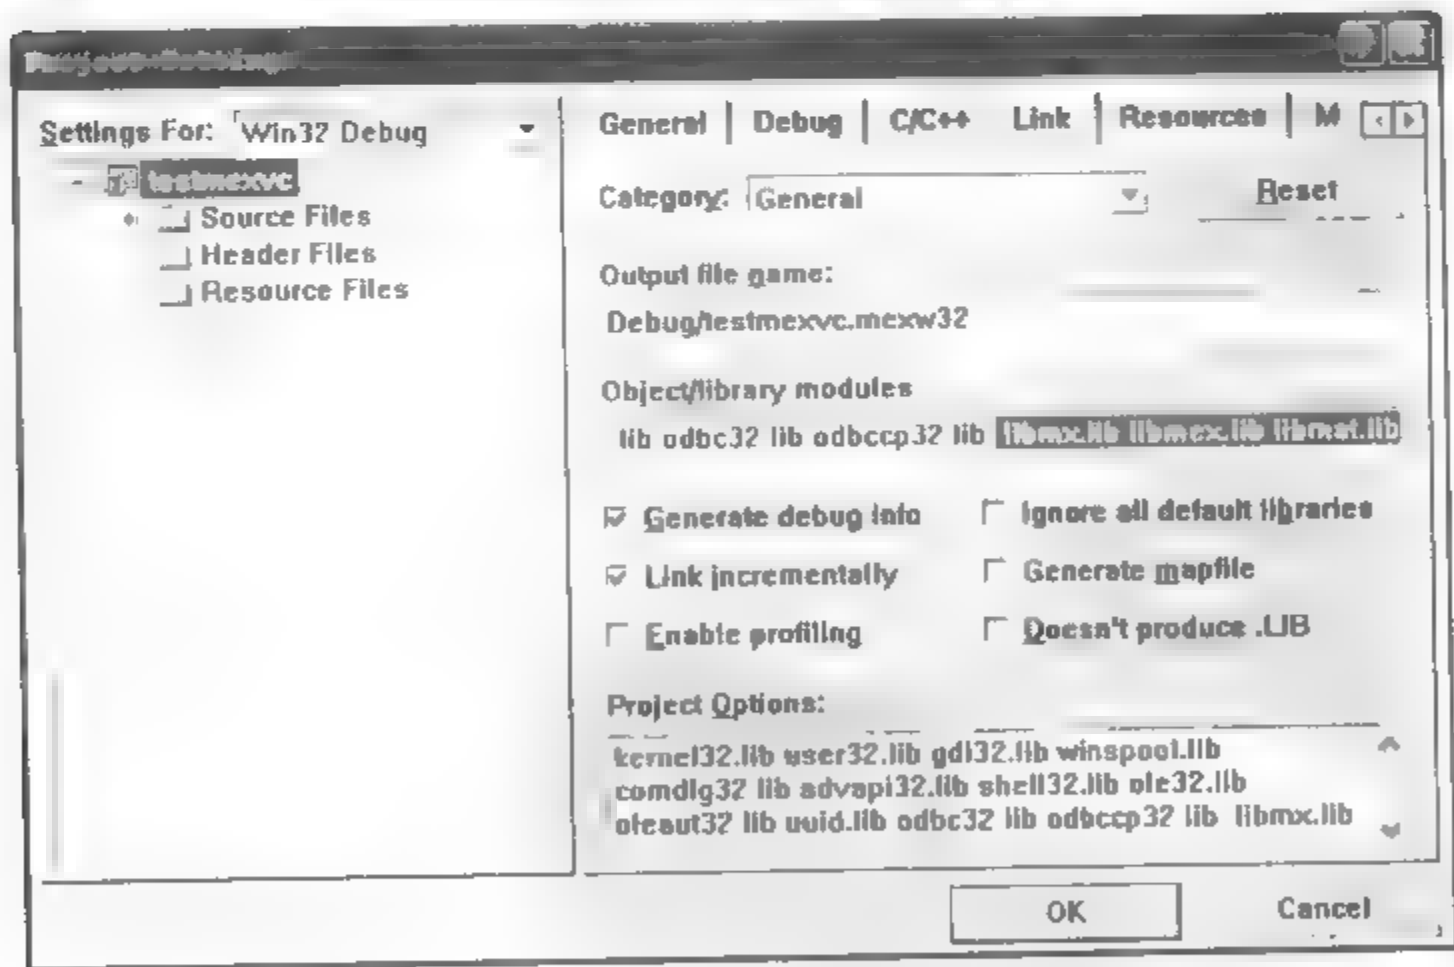 Project Settings
Settings For: Win32 Debug
testmexvc
Source Files
Header Files
Resource Files
General Debug C/C++ Link Resources M
Category: General
Reset
Output file name:
Debug/testmexvc.mexw32
Object/library modules
lib odbc32 lib odbccp32 lib libmx.lib libmex.lib libmat.lib
Generate debug info
Ignore all default libraries
Link incrementally
Generate mapfile
Enable profiling
Doesn't produce .LIB
Project Options:
kernel32.lib user32.lib gdi32.lib winspool.lib
comdlg32 lib advapi32.lib shell32.lib ole32.lib
oleaut32 lib uuid.lib odbc32 lib odbccp32 lib libmx.lib
OK
Cancel